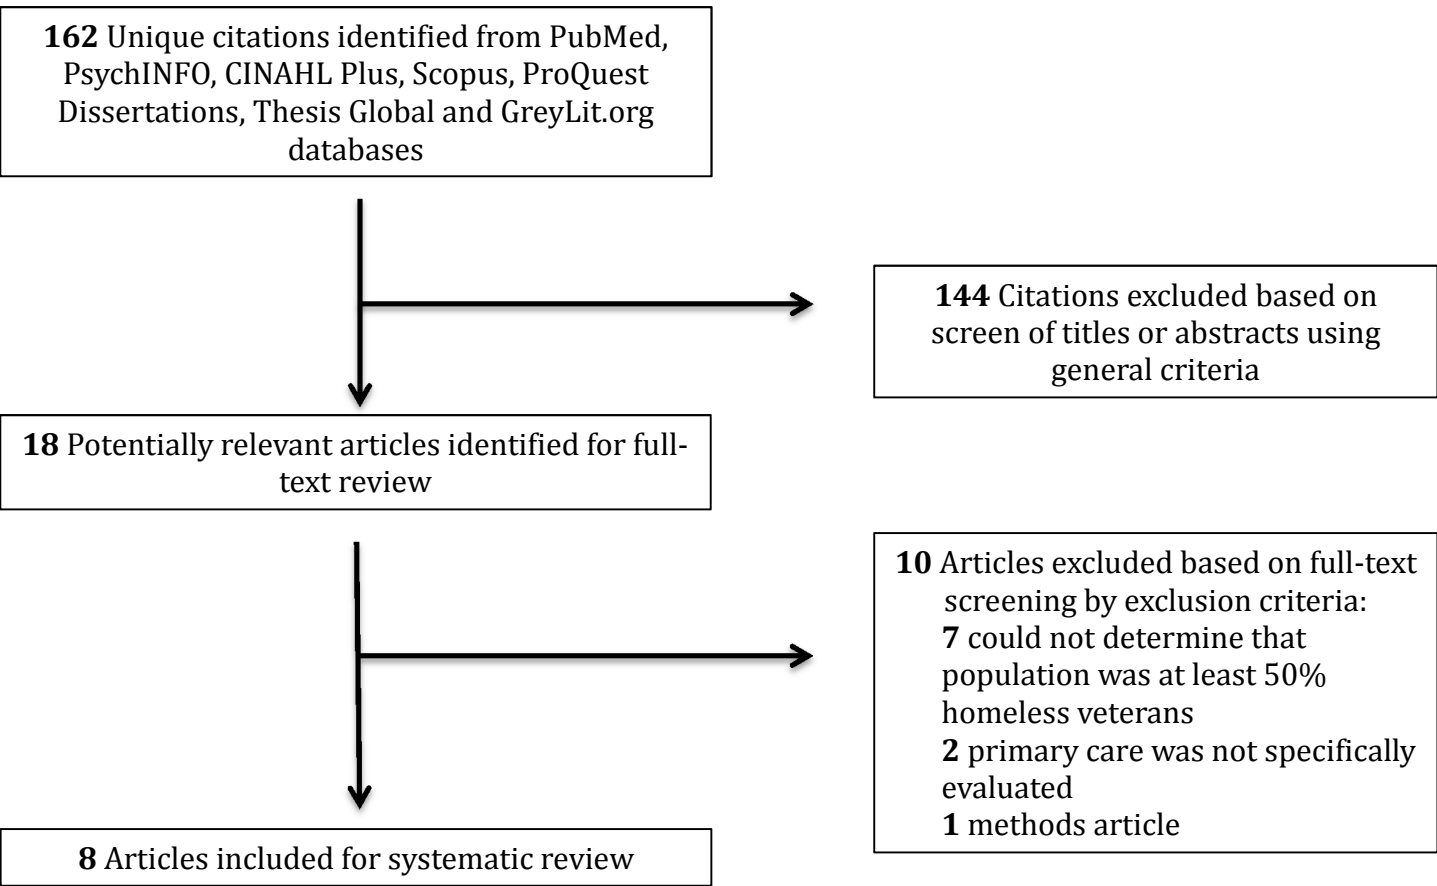 162 Unique citations identified from PubMed,
PsychINFO, CINAHL Plus, Scopus, ProQuest
Dissertations, Thesis Global and GreyLit.org
databases
144 Citations excluded based on
screen of titles or abstracts using
general criteria
18 Potentially relevant articles identified for full-
text review
10 Articles excluded based on full-text
screening by exclusion criteria:
7 could not determine that
population was at least 50%
homeless veterans
2 primary care was not specifically
evaluated
1 methods article
8 Articles included for systematic review